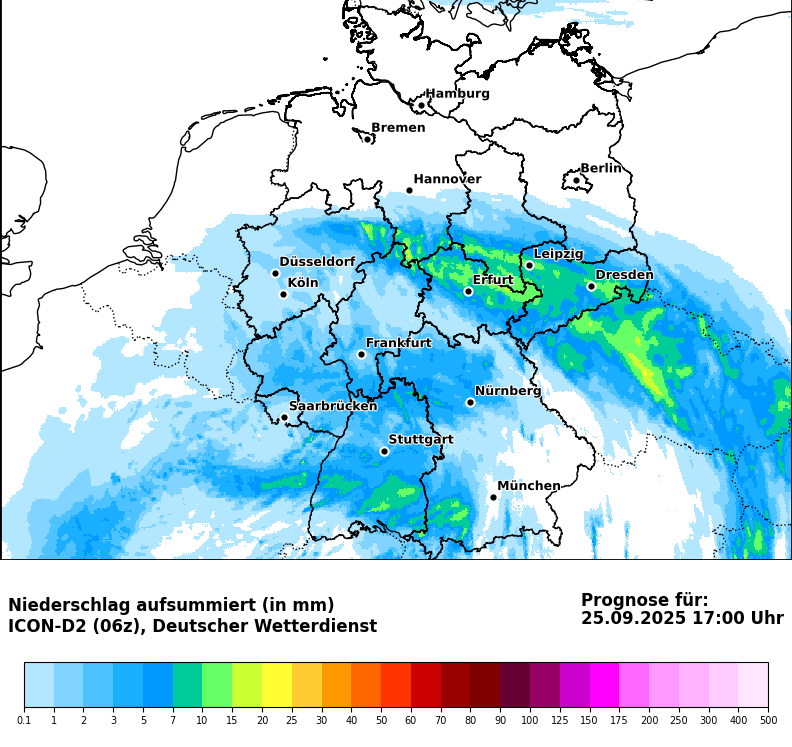 Hamburg
Bremen
Berlin
Hannover
Leipzig
Düsseldorf
Dresden
Köln
Erfurt
Frankfurt
Nürnberg
Saarbrücken
Stuttgart
München
Niederschlag aufsummiert (in mm)
ICON-D2 (06z), Deutscher Wetterdienst
Prognose für:
25.09.2025 17:00 Uhr
0.1 1 2 3 5 7 10 15 20 25 30 40 50 60 70 80 90 100 125 150 175 200 250 300 400 500